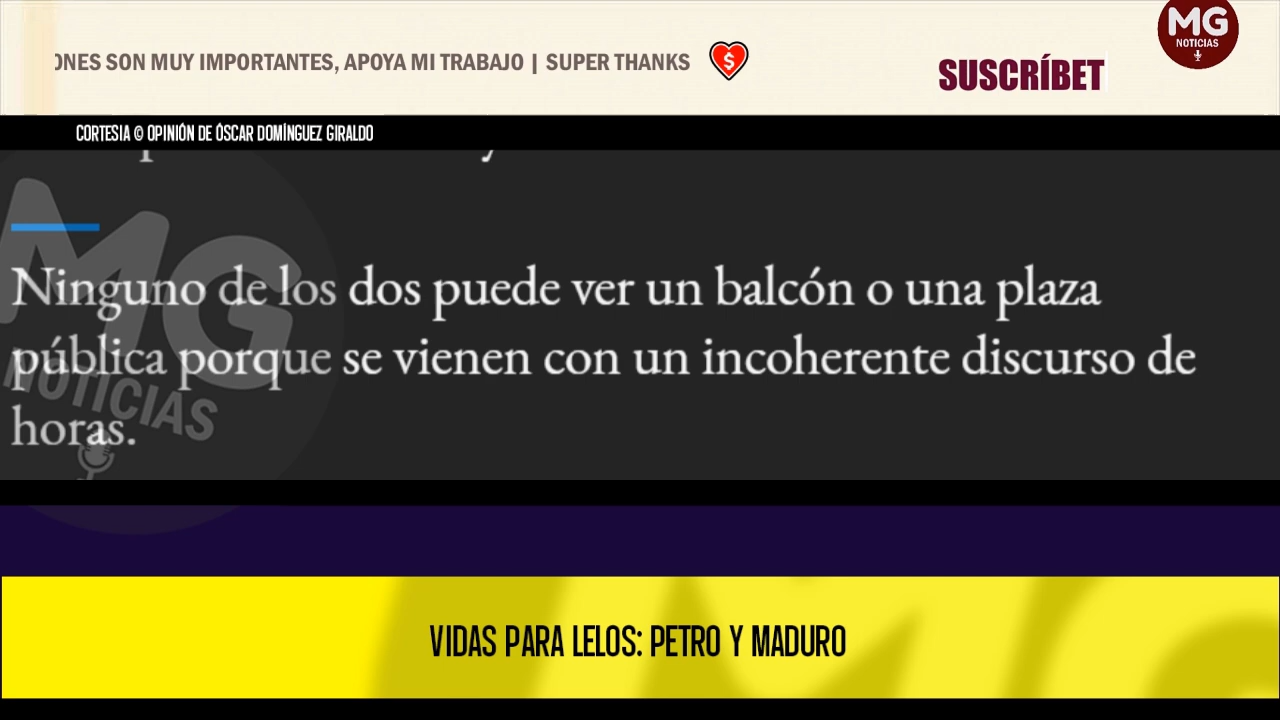 ONES SON MUY IMPORTANTES, APOYA MI TRABAJO | SUPER THANKS
SUSCRÍBET
MG
NOTICIAS
CORTESIA © OPINIÓN DE ÓSCAR DOMÍNGUEZ GIRALDO
MG
NOTICIAS
Ninguno de los dos puede ver un balcón o una plaza
pública porque se vienen con un incoherente discurso de
horas.
VIDAS PARA LELOS: PETRO Y MADURO